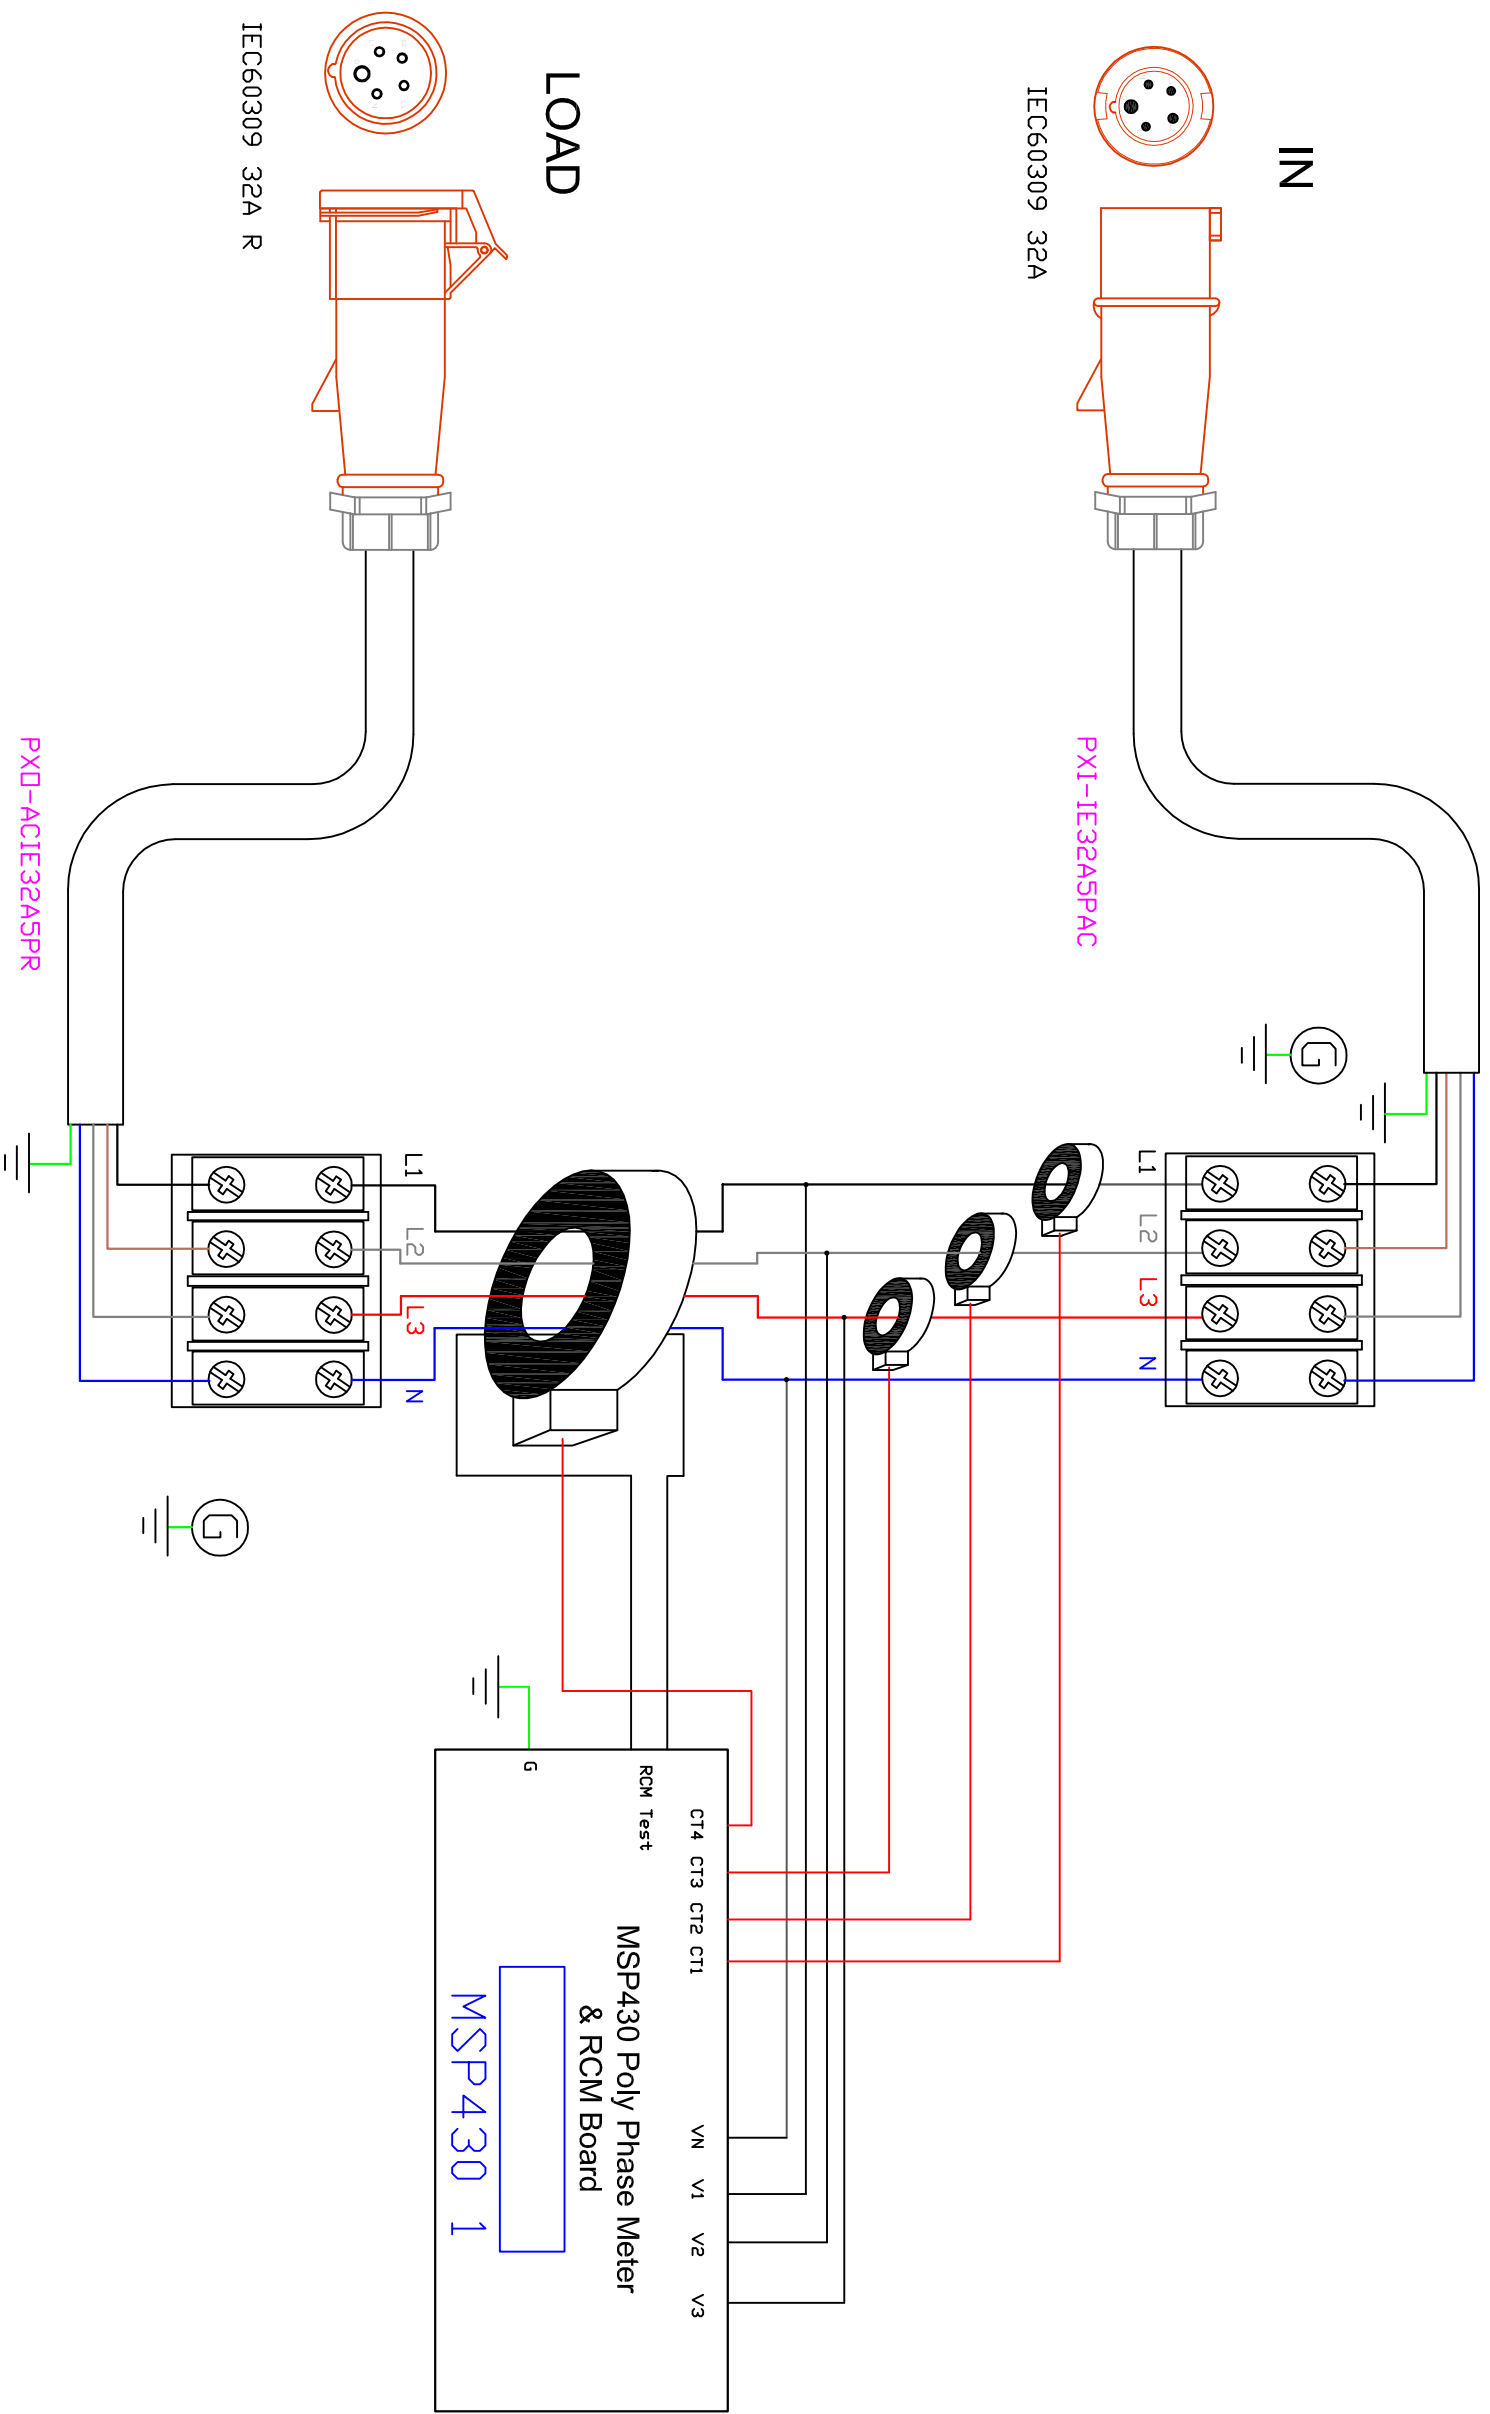 IN
IEC60309 32A
PXI-IE32A5PAC
G
L1
L2
L3
N
LOAD
IEC60309 32A R
PXO-ACIE32A5PR
L1
L2
L3
N
G
CT4 CT3 CT2 CT1 VN V1 V2 V3
RCM Test
G
MSP430 Poly Phase Meter
& RCM Board
MSP430 1